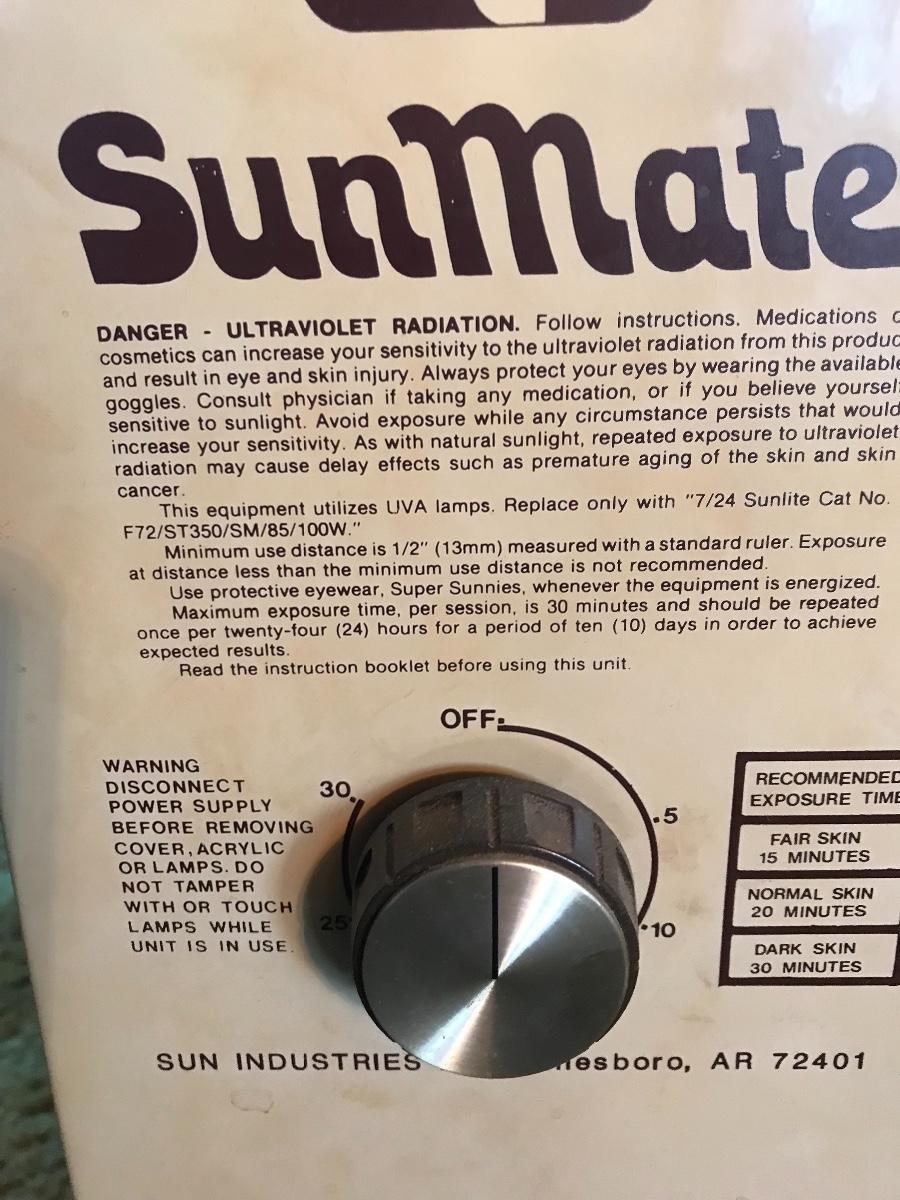 SunMate
DANGER - ULTRAVIOLET RADIATION. Follow instructions. Medications
cosmetics can increase your sensitivity to the ultraviolet radiation from this produc
and result in eye and skin injury. Always protect your eyes by wearing the available
goggles. Consult physician if taking any medication, or if you believe yoursel
sensitive to sunlight. Avoid exposure while any circumstance persists that would
increase your sensitivity. As with natural sunlight, repeated exposure to ultraviolet
radiation may cause delay effects such as premature aging of the skin and skin
cancer.
This equipment utilizes UVA lamps. Replace only with "7/24 Sunlite Cat No.
F72/ST350/SM/85/100W."
Minimum use distance is 1/2" (13mm) measured with a standard ruler. Exposure
at distance less than the minimum use distance is not recommended.
Use protective eyewear, Super Sunnies, whenever the equipment is energized.
Maximum exposure time, per session, is 30 minutes and should be repeated
once per twenty-four (24) hours for a period of ten (10) days in order to achieve
expected results.
Read the instruction booklet before using this unit.
OFF
WARNING
DISCONNECT
POWER SUPPLY
BEFORE REMOVING
COVER, ACRYLIC
OR LAMPS. DO
NOT TAMPER
WITH OR TOUCH
LAMPS WHILE
UNIT IS IN USE.
30
25
5
10
RECOMMENDED
EXPOSURE TIME
FAIR SKIN
15 MINUTES
NORMAL SKIN
20 MINUTES
DARK SKIN
30 MINUTES
SUN INDUSTRIES nesboro, AR 72401